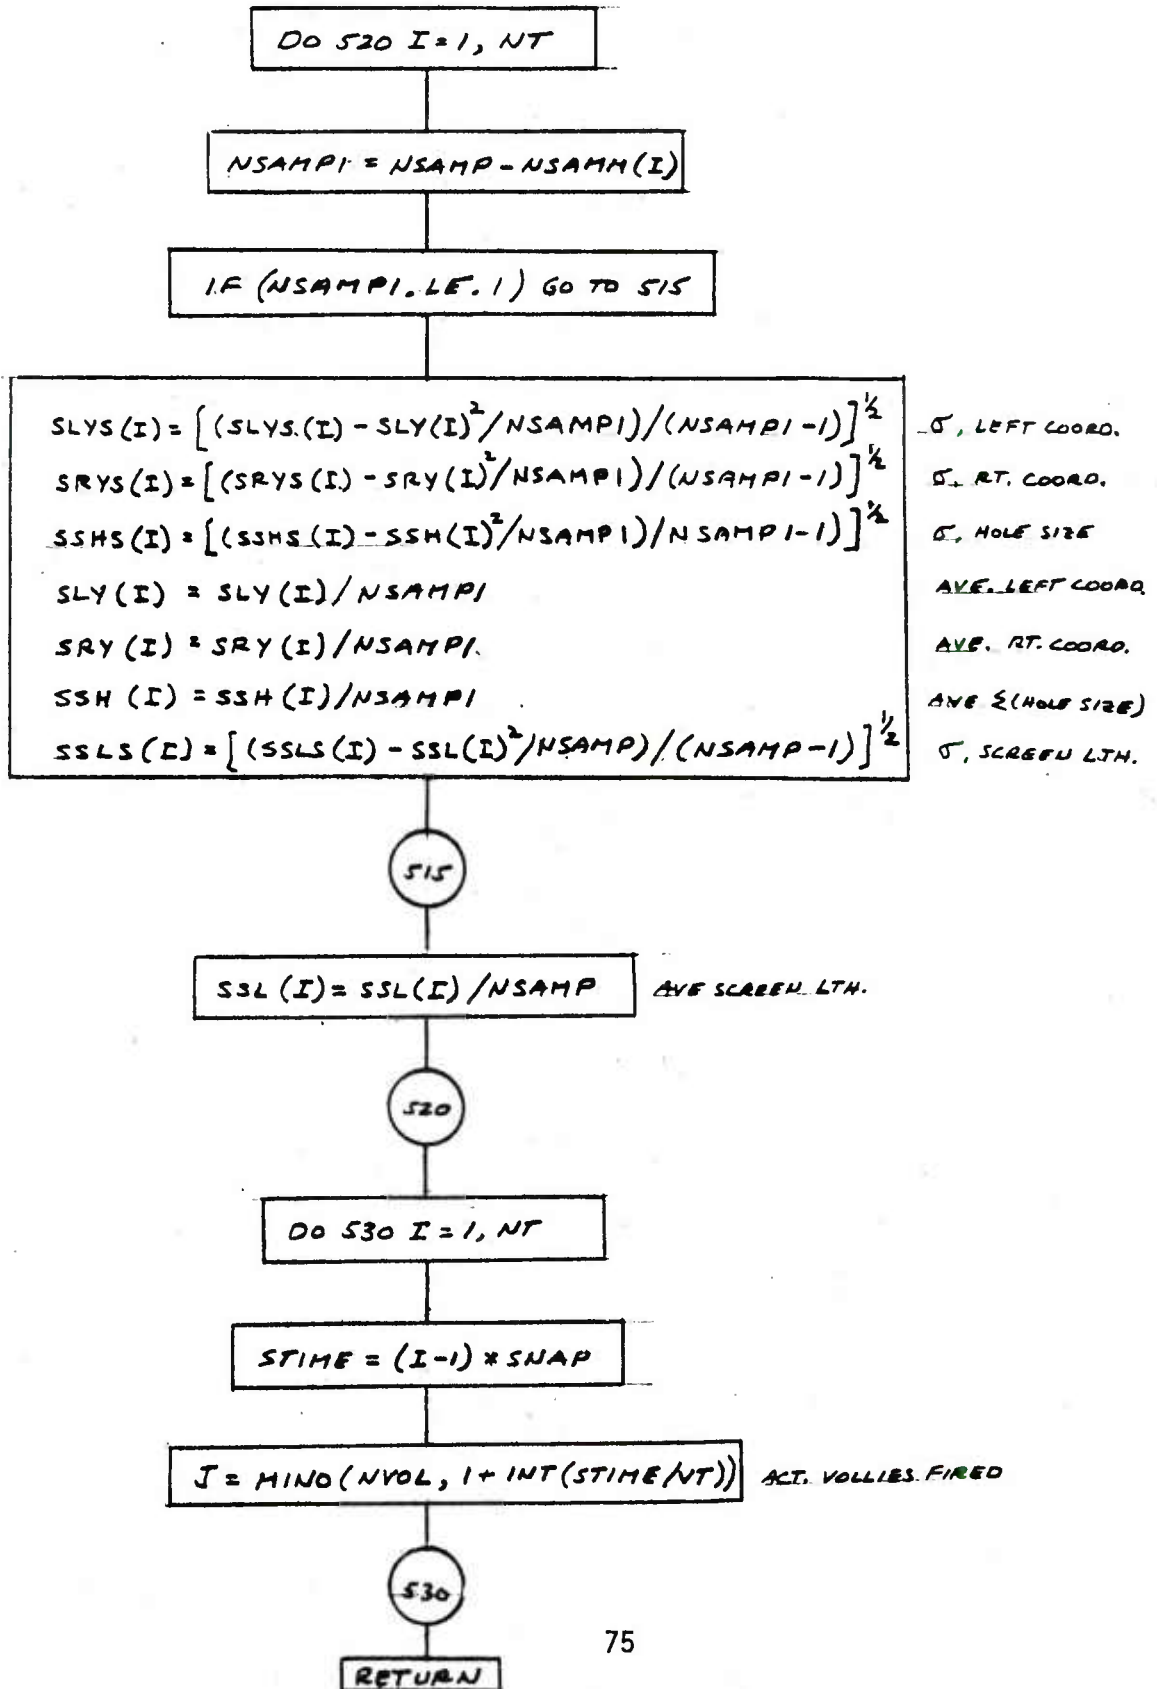 DO 520 I = 1, NT
NSAMP1 = NSAMP - NSAMM(I)
IF (NSAMP1.LE.1) GO TO 515
SLYS(I) = [(SLYS(I) - SLY(I)²/NSAMP1)/(NSAMP1-1)]^½ σ, LEFT COORD.
SRYS(I) = [(SRYS(I) - SRY(I)²/NSAMP1)/(NSAMP1-1)]^½ σ, RT. COORD.
SSHS(I) = [(SSHS(I) - SSH(I)²/NSAMP1)/NSAMP1-1)]^½ σ, HOLE SIZE
SLY(I) = SLY(I)/NSAMP1 AVE. LEFT COORD.
SRY(I) = SRY(I)/NSAMP1 AVE. RT. COORD.
SSH(I) = SSH(I)/NSAMP1 AVE Σ(HOLE SIZE)
SSLS(I) = [(SSLS(I) - SSL(I)²/NSAMP)/(NSAMP-1)]^½ σ, SCREEN LTH.
515
SSL(I) = SSL(I)/NSAMP AVE SCREEN LTH.
520
DO 530 I = 1, NT
STIME = (I-1) * SNAP
J = MINO(NVOL, 1 + INT(STIME/VT)) ACT. VOLLIES FIRED
530
75
RETURN